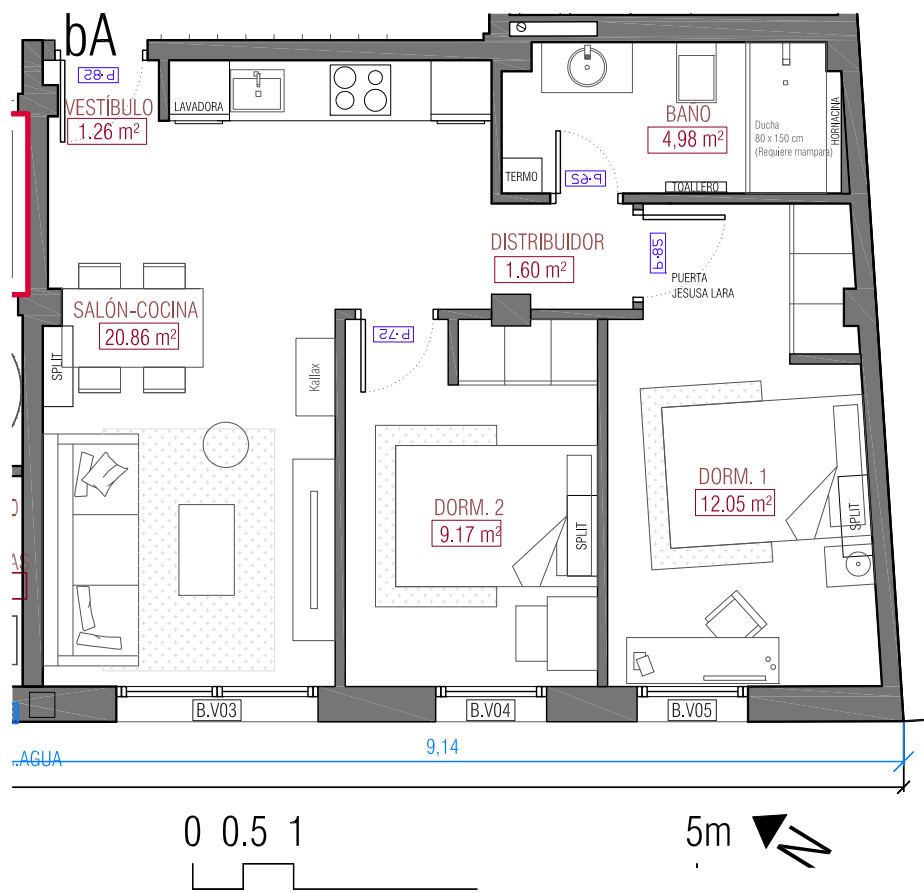 bA
P-82
VESTÍBULO
1.26 m²
LAVADORA
BAÑO
4,98 m²
Ducha
80 x 150 cm
(Requiere mampara)
HORNACINA
TERMO
P-65
TOALLERO
DISTRIBUIDOR
1.60 m²
P-85
PUERTA
JESUSA LARA
SALÓN-COCINA
20.86 m²
SPLIT
P-72
Kallax
DORM. 2
9.17 m²
SPLIT
DORM. 1
12.05 m²
SPLIT
B.V03
B.V04
B.V05
9,14
AGUA
0 0.5 1
5m
N